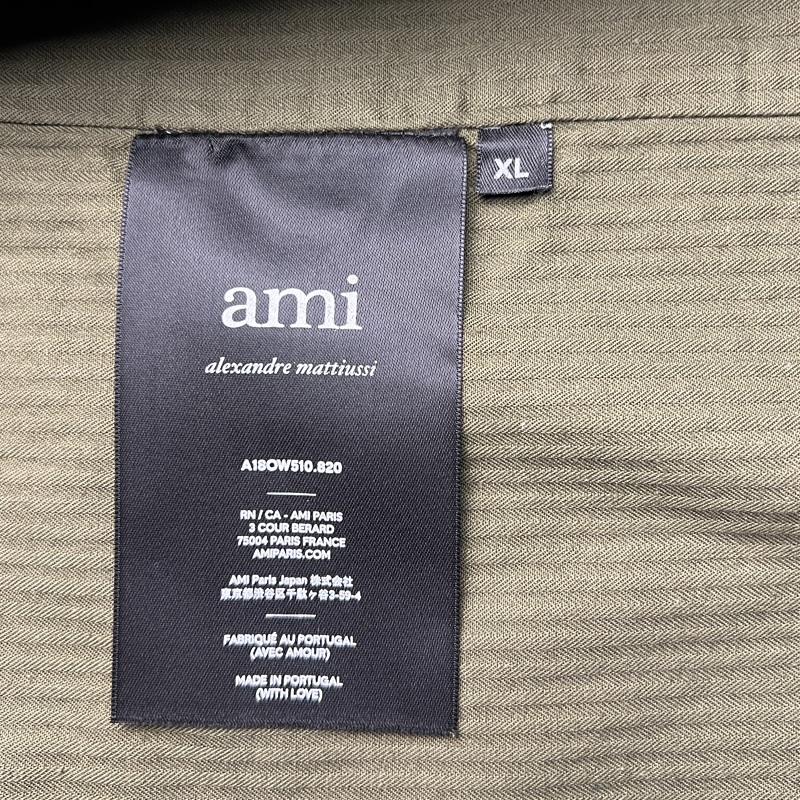 XL
ami
alexandre mattiussi
A18OW510.820
RN / CA - AMI PARIS
3 COUR BERARD
75004 PARIS FRANCE
AMIPARIS.COM
AMI Paris Japan 株式会社
東京都渋谷区千駄ヶ谷3-59-4
FABRIQUÉ AU PORTUGAL
(AVEC AMOUR)
MADE IN PORTUGAL
(WITH LOVE)